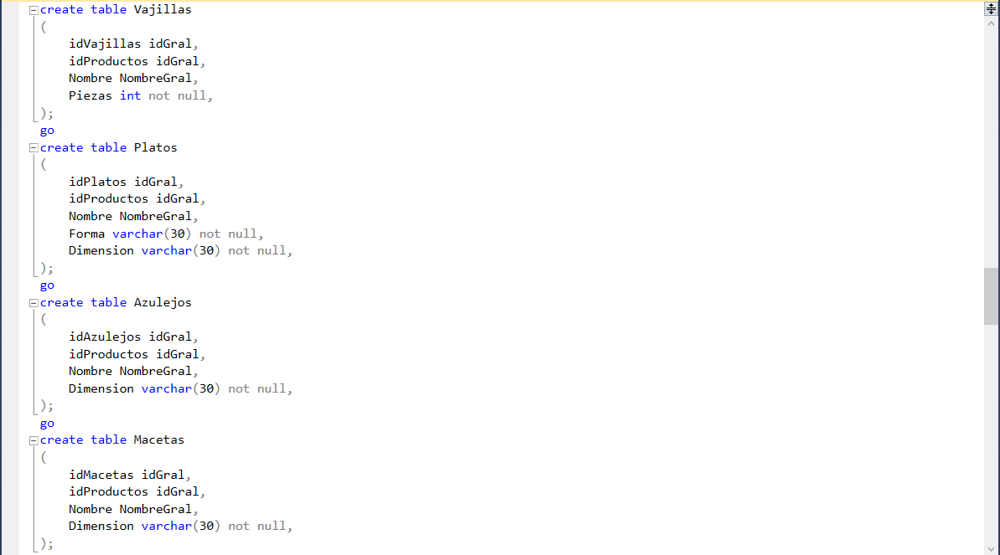 create table Vajillas
(
idVajillas idGral,
idProductos idGral,
Nombre NombreGral,
Piezas int not null,
);
go
create table Platos
(
idPlatos idGral,
idProductos idGral,
Nombre NombreGral,
Forma varchar(30) not null,
Dimension varchar(30) not null,
);
go
create table Azulejos
(
idAzulejos idGral,
idProductos idGral,
Nombre NombreGral,
Dimension varchar(30) not null,
);
go
create table Macetas
(
idMacetas idGral,
idProductos idGral,
Nombre NombreGral,
Dimension varchar(30) not null,
);